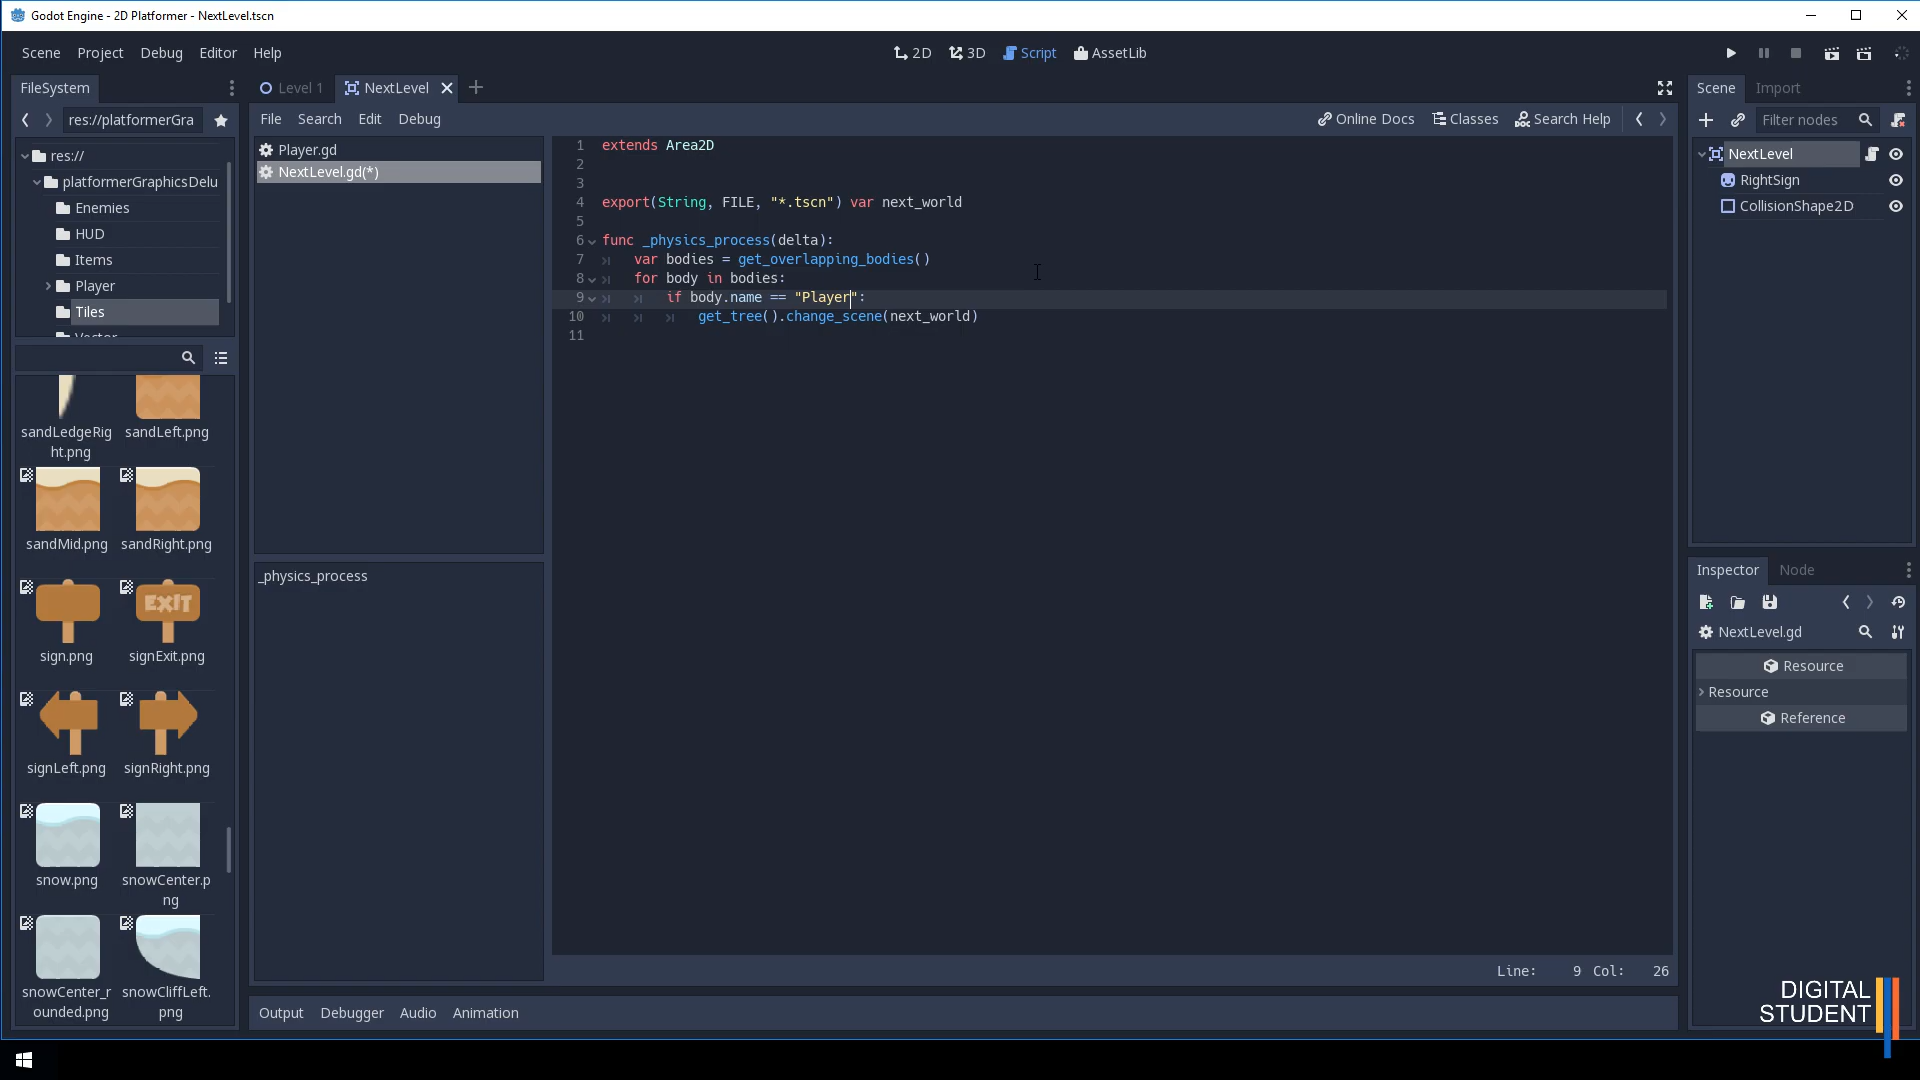 Godot Engine - 2D Platformer - NextLevel.tscn
Scene Project Debug Editor Help
2D 3D Script AssetLib
FileSystem
res://platformerGra
res://
platformerGraphicsDelu
Enemies
HUD
Items
Player
Tiles
Vector
sandLedgeRig
ht.png
sandLeft.png
sandMid.png
sandRight.png
sign.png
EXIT
signExit.png
signLeft.png
signRight.png
snow.png
snowCenter.p
ng
snowCenter_r
ounded.png
snowCliffLeft.
png
Level 1
NextLevel
File Search Edit Debug
Online Docs Classes Search Help
Player.gd
NextLevel.gd(*)
_physics_process
1 extends Area2D
2
3
4 export(String, FILE, "*.tscn") var next_world
5
6 func _physics_process(delta):
7 var bodies = get_overlapping_bodies()
8 for body in bodies:
9 if body.name == "Player":
10 get_tree().change_scene(next_world)
11
Line: 9 Col: 26
Output Debugger Audio Animation
Scene Import
Filter nodes
NextLevel
RightSign
CollisionShape2D
Inspector Node
NextLevel.gd
Resource
Resource
Reference
DIGITAL
STUDENT